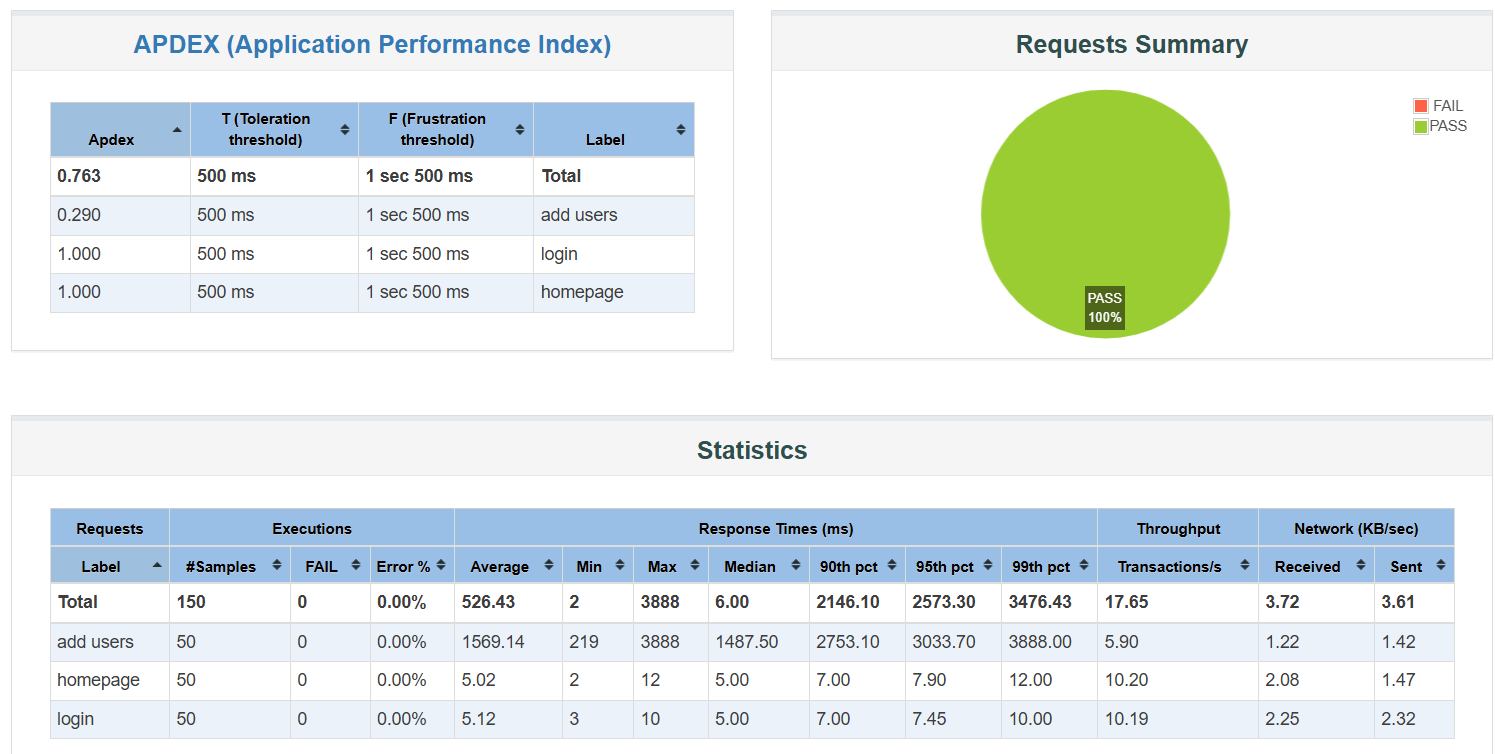 APDEX (Application Performance Index)
Apdex T (Toleration threshold) F (Frustration threshold) Label
0.763 500 ms 1 sec 500 ms Total
0.290 500 ms 1 sec 500 ms add users
1.000 500 ms 1 sec 500 ms login
1.000 500 ms 1 sec 500 ms homepage
Requests Summary
FAIL
PASS
PASS
100%
Statistics
Requests Executions Response Times (ms) Throughput Network (KB/sec)
Label #Samples FAIL Error % Average Min Max Median 90th pct 95th pct 99th pct Transactions/s Received Sent
Total 150 0 0.00% 526.43 2 3888 6.00 2146.10 2573.30 3476.43 17.65 3.72 3.61
add users 50 0 0.00% 1569.14 219 3888 1487.50 2753.10 3033.70 3888.00 5.90 1.22 1.42
homepage 50 0 0.00% 5.02 2 12 5.00 7.00 7.90 12.00 10.20 2.08 1.47
login 50 0 0.00% 5.12 3 10 5.00 7.00 7.45 10.00 10.19 2.25 2.32